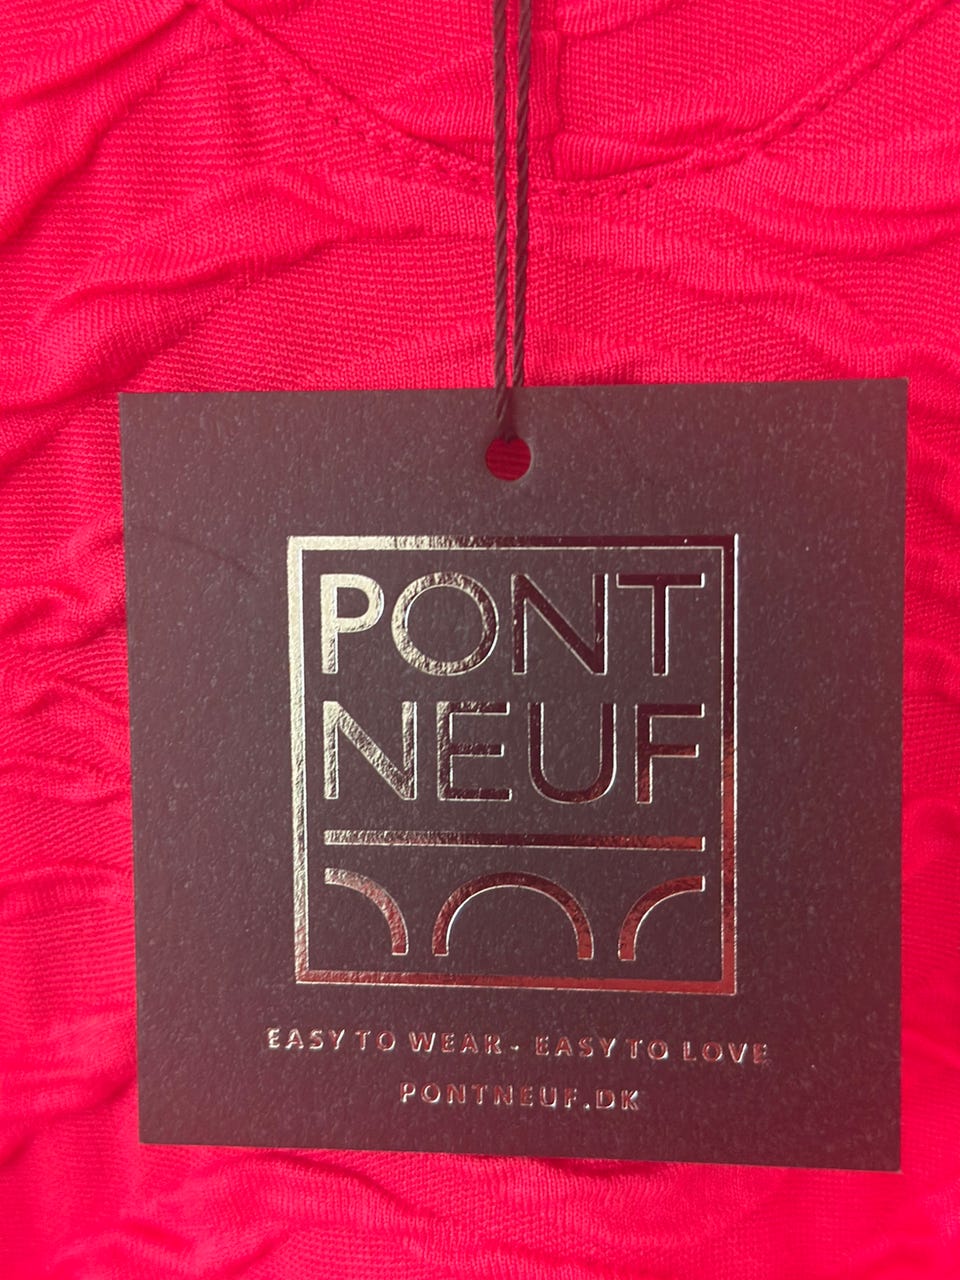 PONT
NEUF
EASY TO WEAR - EASY TO LOVE
PONTNEUF.DK